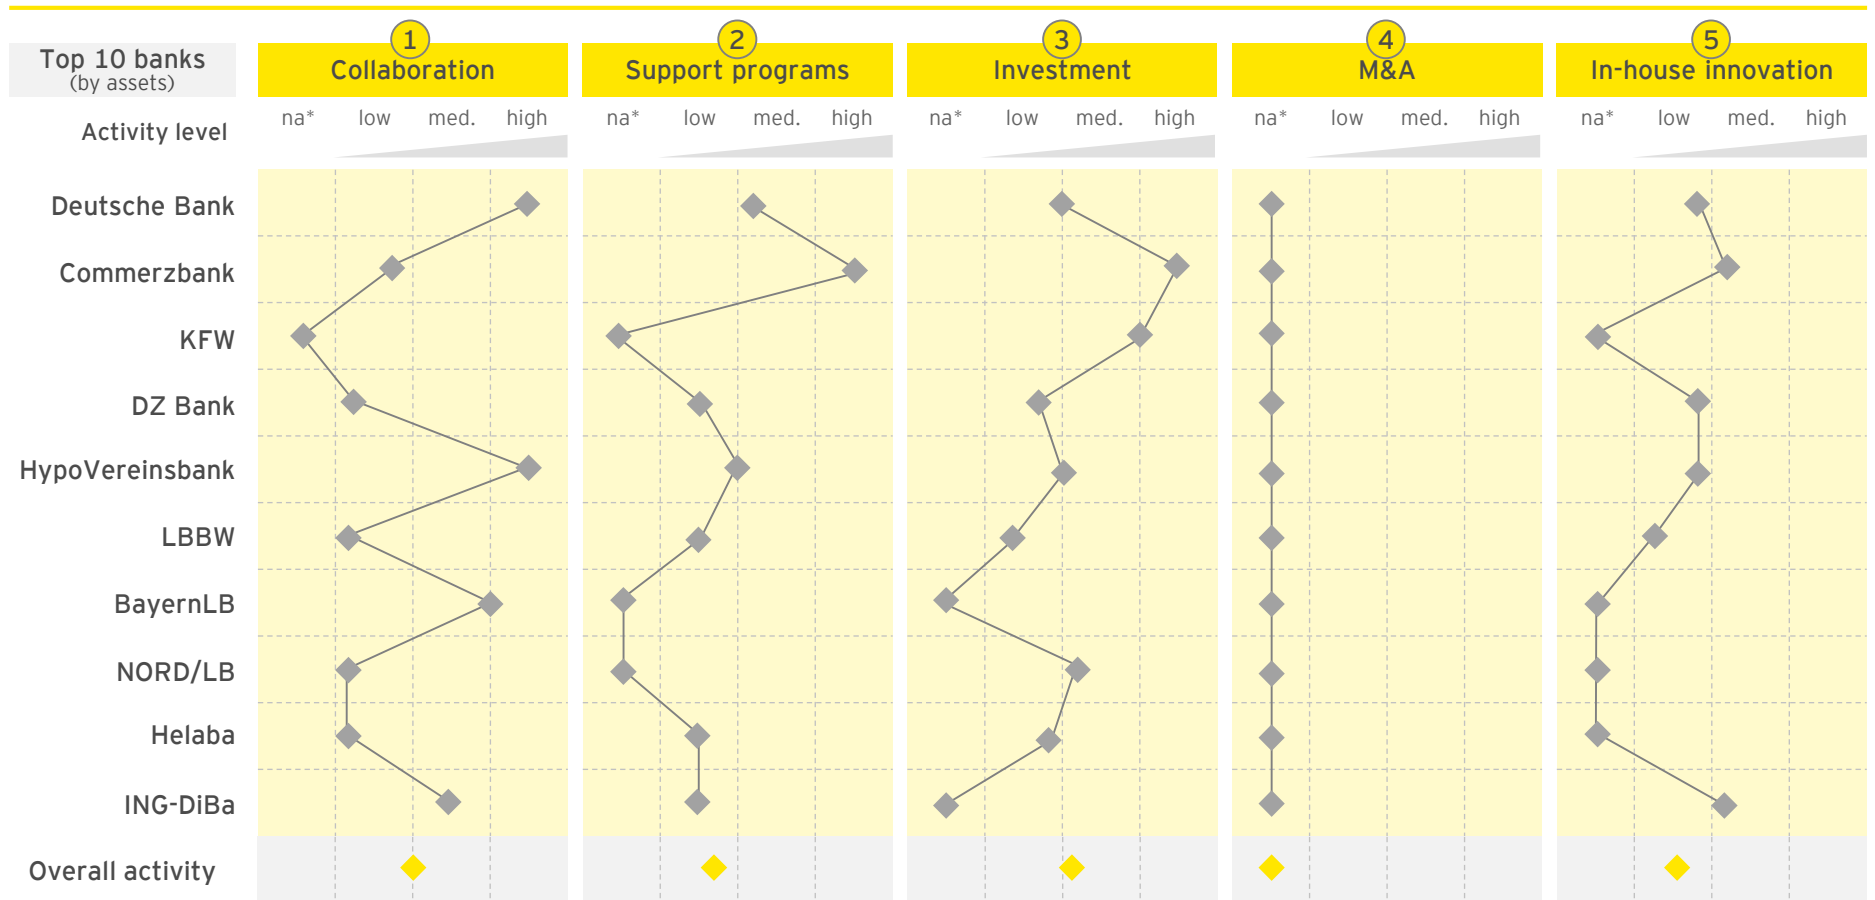 1 2 3 4 5
Top 10 banks
(by assets)
Collaboration Support programs Investment M&A In-house innovation
Activity level
na* low med. high na* low med. high na* low med. high na* low med. high na* low med. high
Deutsche Bank
Commerzbank
KFW
DZ Bank
HypoVereinsbank
LBBW
BayernLB
NORD/LB
Helaba
ING-DiBa
Overall activity